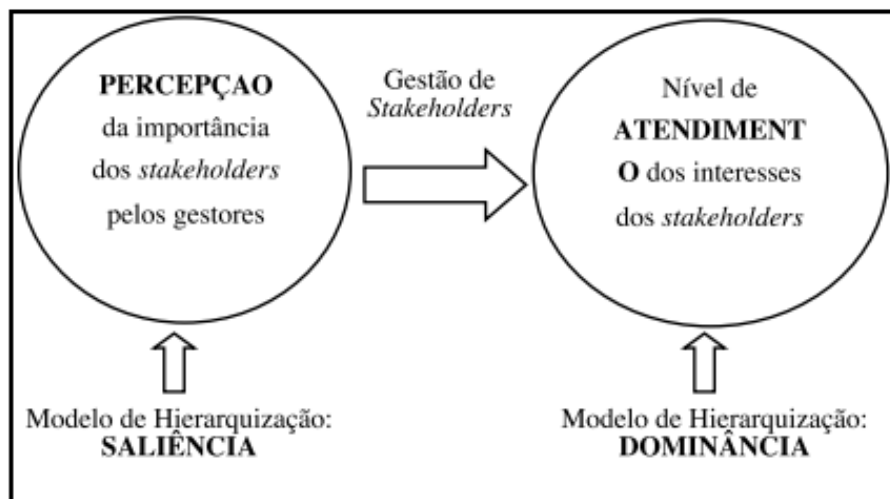 PERCEPÇAO
da importância
dos stakeholders
pelos gestores
Gestão de
Stakeholders
Nível de
ATENDIMENT
O dos interesses
dos stakeholders
Modelo de Hierarquização:
SALIÊNCIA
Modelo de Hierarquização:
DOMINÂNCIA